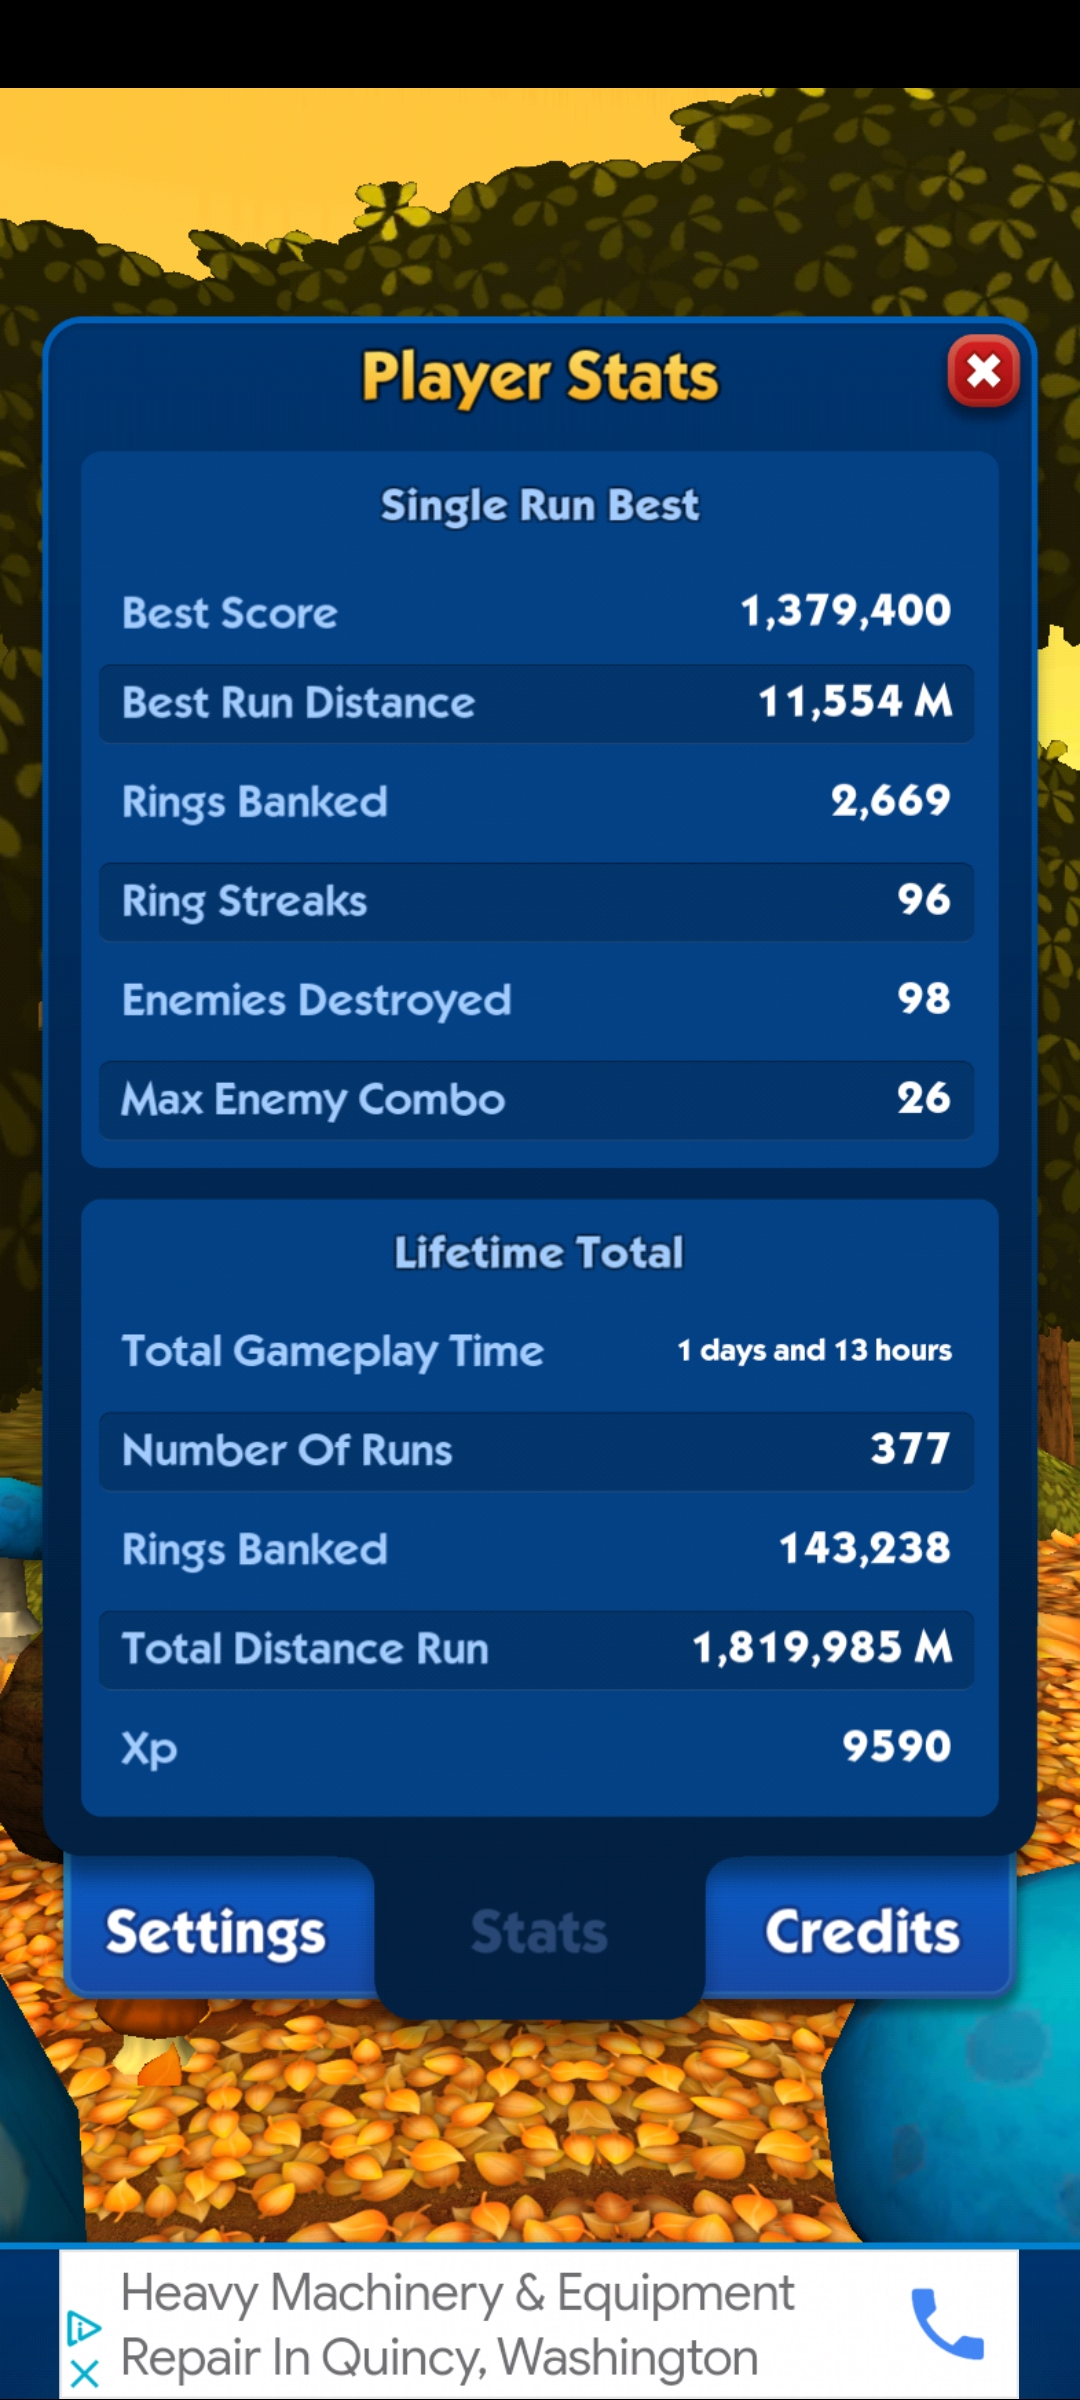 Player Stats
Single Run Best
Best Score 1,379,400
Best Run Distance 11,554 M
Rings Banked 2,669
Ring Streaks 96
Enemies Destroyed 98
Max Enemy Combo 26
Lifetime Total
Total Gameplay Time 1 days and 13 hours
Number Of Runs 377
Rings Banked 143,238
Total Distance Run 1,819,985 M
Xp 9590
Settings Stats Credits
Heavy Machinery & Equipment
Repair In Quincy, Washington